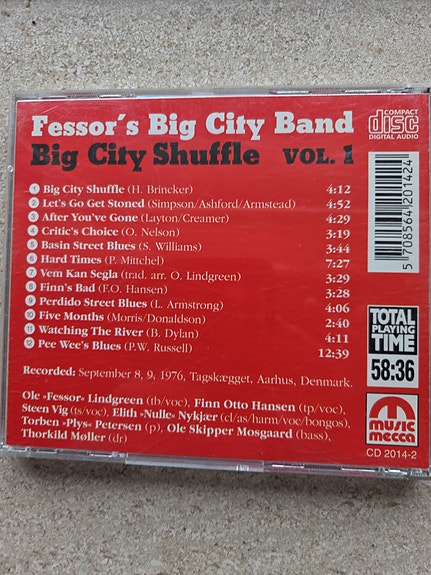 COMPACT
disc
DIGITAL AUDIO
Fessor's Big City Band
Big City Shuffle VOL. 1
1 Big City Shuffle (H. Brincker) 4:12
2 Let's Go Get Stoned (Simpson/Ashford/Armstead) 4:52
3 After You've Gone (Layton/Creamer) 4:29
4 Critic's Choice (O. Nelson) 3:19
5 Basin Street Blues (S. Williams) 3:44
6 Hard Times (P. Mittchel) 7:27
7 Vem Kan Segla (trad. arr. O. Lindgreen) 3:29
8 Finn's Bad (F.O. Hansen) 3:28
9 Perdido Street Blues (L. Armstrong) 4:06
10 Five Months (Morris/Donaldson) 2:40
11 Watching The River (B. Dylan) 4:11
12 Pee Wee's Blues (P.W. Russell) 12:39
Recorded: September 8, 9, 1976, Tagskægget, Aarhus, Denmark.
Ole »Fessor« Lindgreen (tb/voc), Finn Otto Hansen (tp/voc),
Steen Vig (ts/voc), Elith »Nulle« Nykjær (cl/as/harm/voc/bongos),
Torben »Plys« Petersen (p), Ole Skipper Mosgaard (bass),
Thorkild Møller (dr)
5 708564 201424
TOTAL
PLAYING
TIME
58:36
music
mecca
CD 2014-2